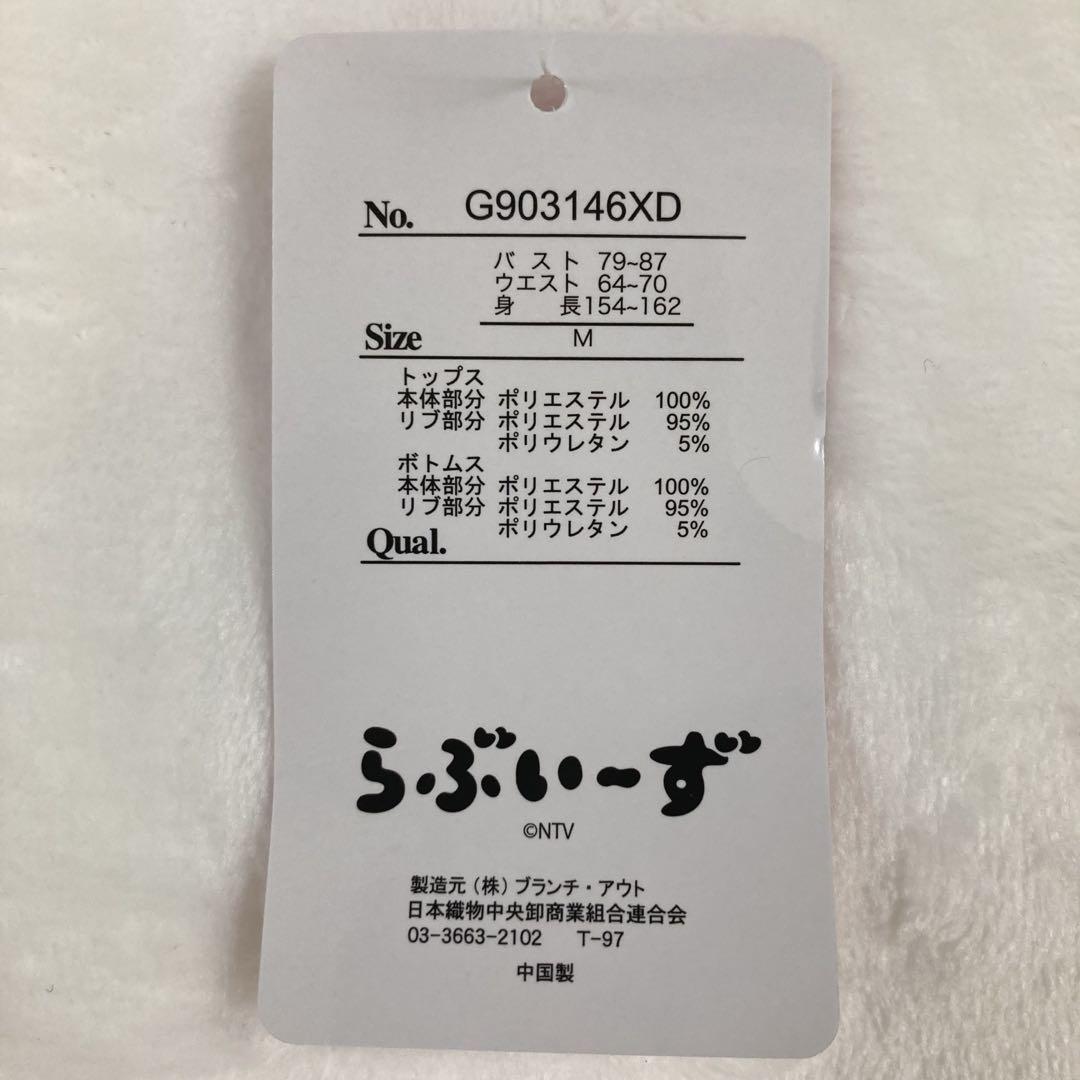 No. G903146XD
バスト 79~87
ウエスト 64~70
身 長154~162
Size M
トップス
本体部分 ポリエステル 100%
リブ部分 ポリエステル 95%
ポリウレタン 5%
ボトムス
本体部分 ポリエステル 100%
リブ部分 ポリエステル 95%
ポリウレタン 5%
Qual.
らぶいーず
©NTV
製造元(株)ブランチ・アウト
日本織物中央卸商業組合連合会
03-3663-2102 T-97
中国製